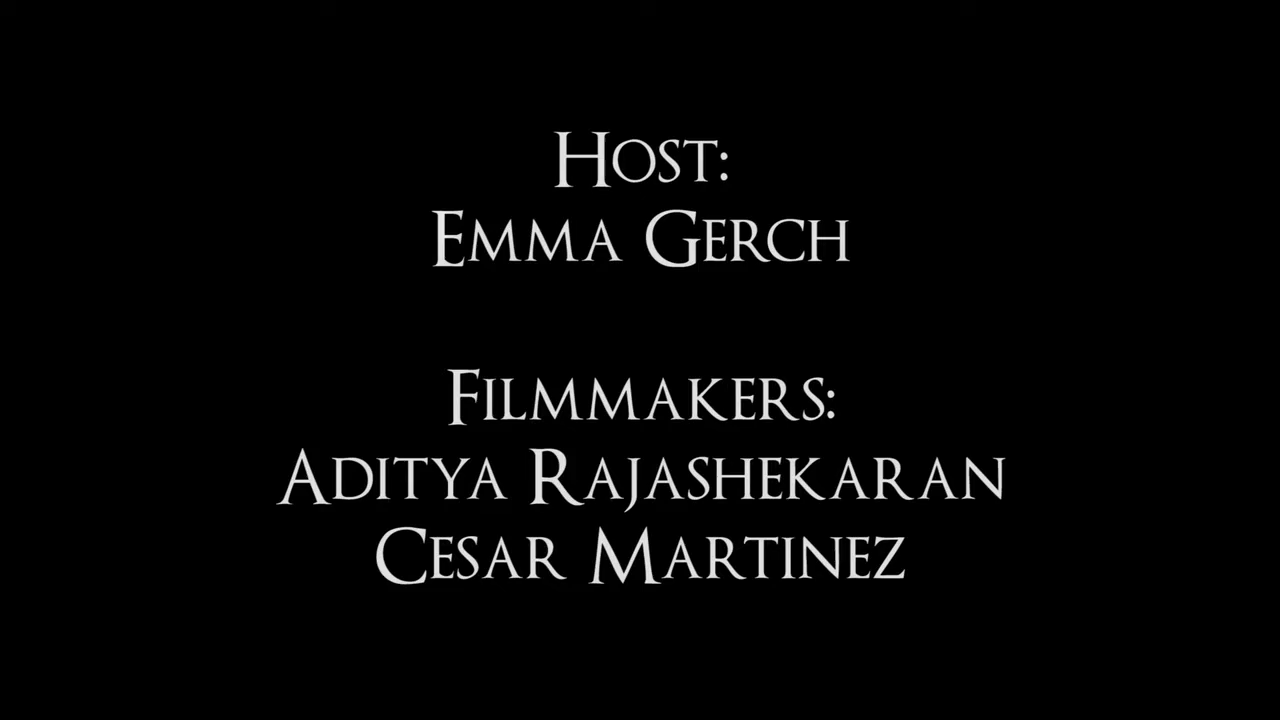 Host:
Emma Gerch
Filmmakers:
Aditya Rajashekaran
Cesar Martinez